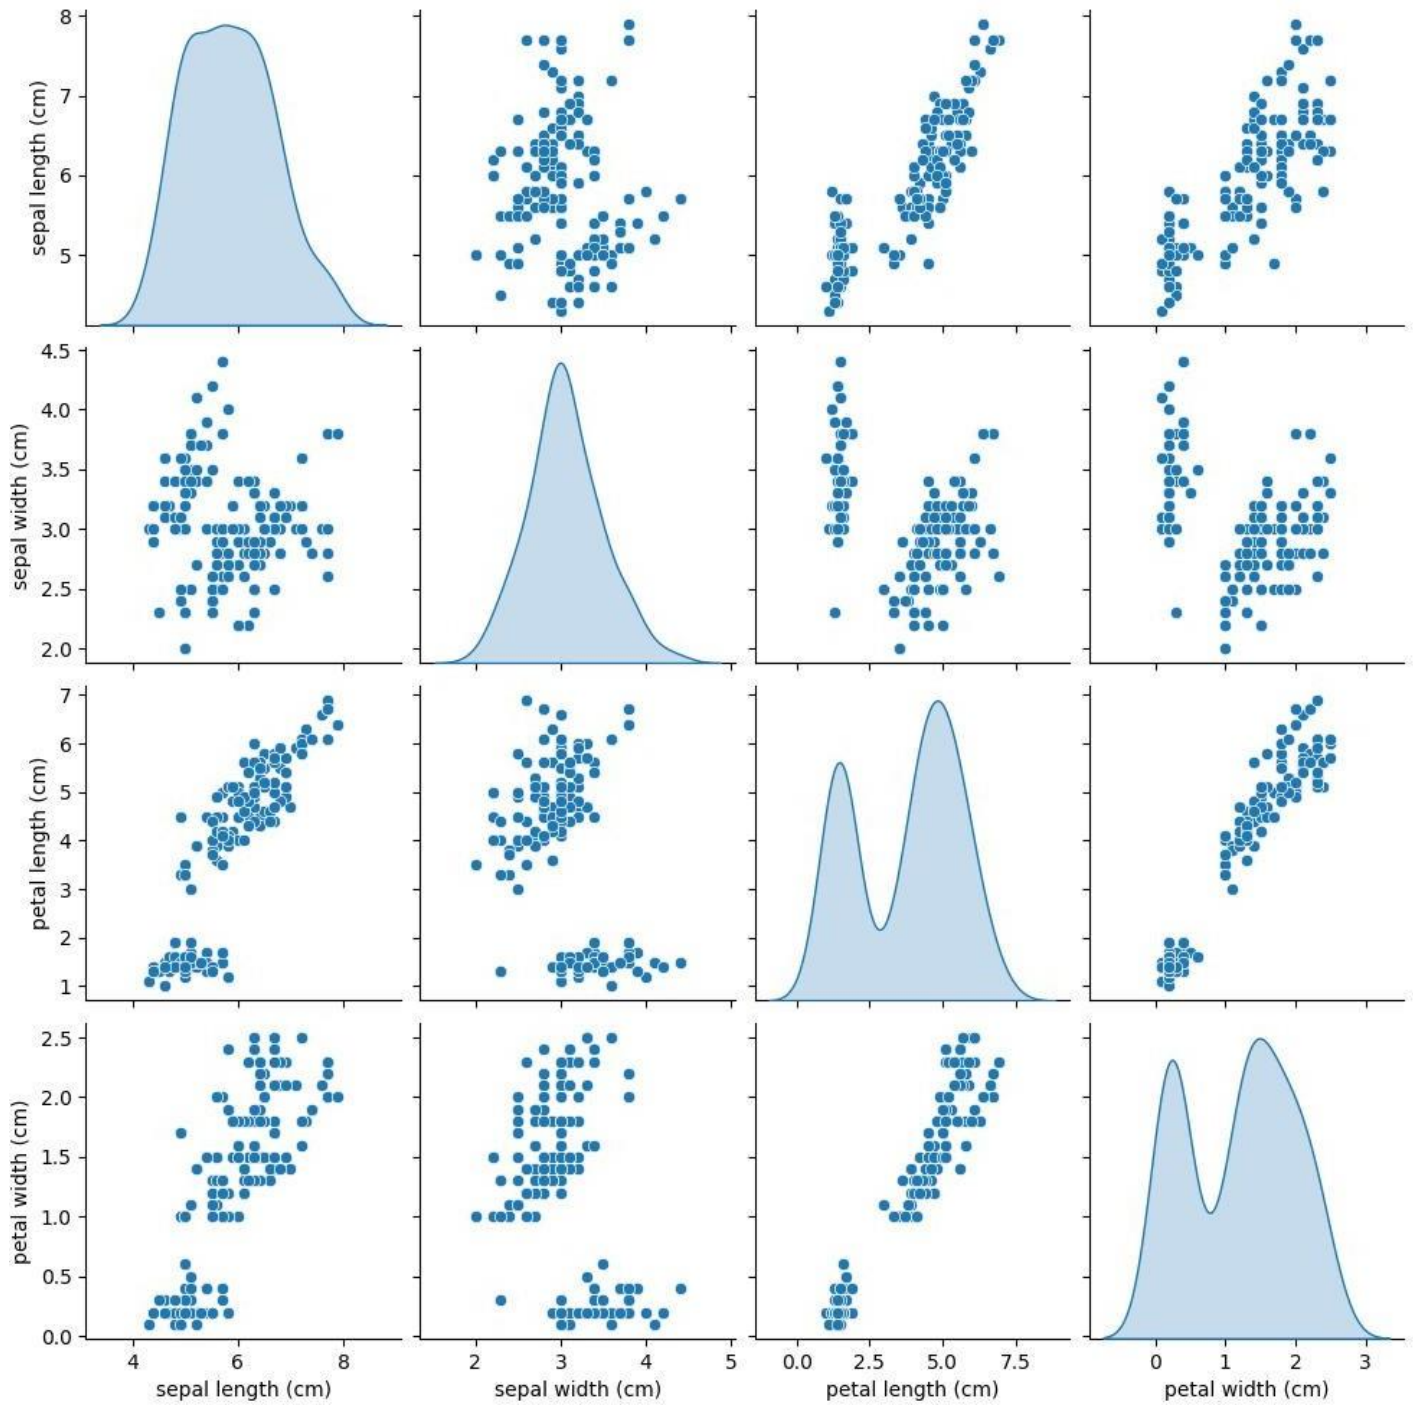 8
7
6
5
sepal length (cm)
4.5
4.0
3.5
3.0
2.5
2.0
sepal width (cm)
7
6
5
4
3
2
1
petal length (cm)
2.5
2.0
1.5
1.0
0.5
0.0
petal width (cm)
4 6 8
sepal length (cm)
2 3 4 5
sepal width (cm)
0.0 2.5 5.0 7.5
petal length (cm)
0 1 2 3
petal width (cm)